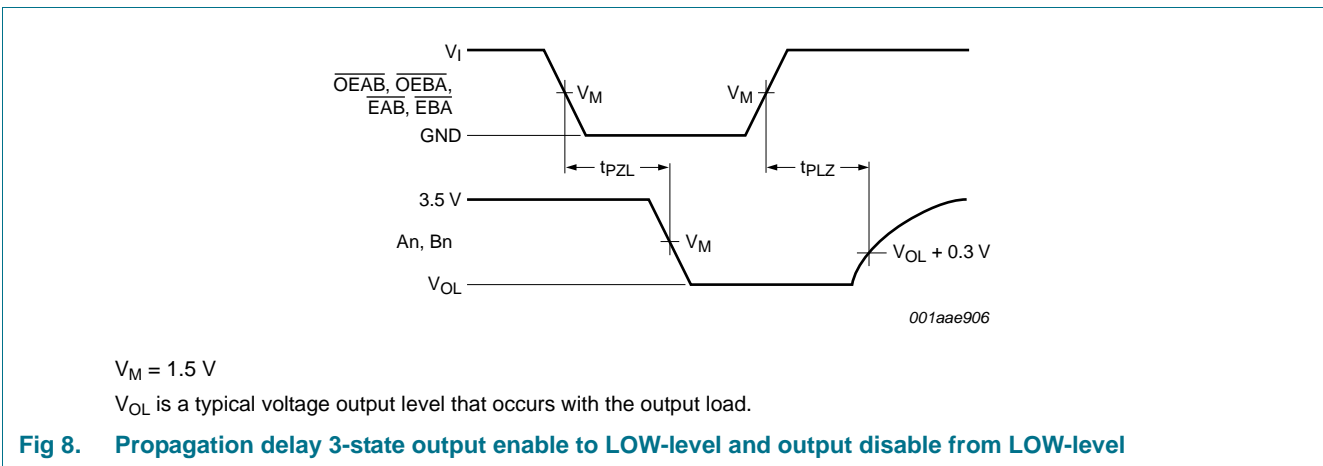 V_I
OEAB, OEBA,
EAB, EBA
V_M
V_M
GND
t_PZL
t_PLZ
3.5 V
An, Bn
V_M
V_OL + 0.3 V
V_OL
001aae906
V_M = 1.5 V
V_OL is a typical voltage output level that occurs with the output load.
Fig 8. Propagation delay 3-state output enable to LOW-level and output disable from LOW-level